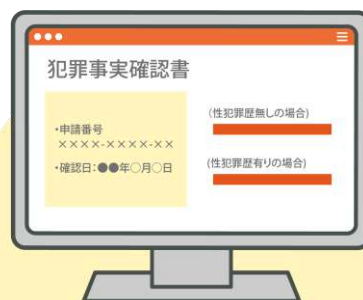 犯罪事実確認書
・申請番号
××××-××××-××
・確認日:●●年○月○日
(性犯罪歴無しの場合)
(性犯罪歴有りの場合)